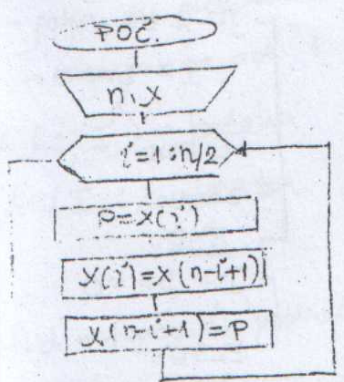 POČ.
n, x
i=1:n/2
P=X(i)
X(i)=X(n-i+1)
X(n-i+1)=P